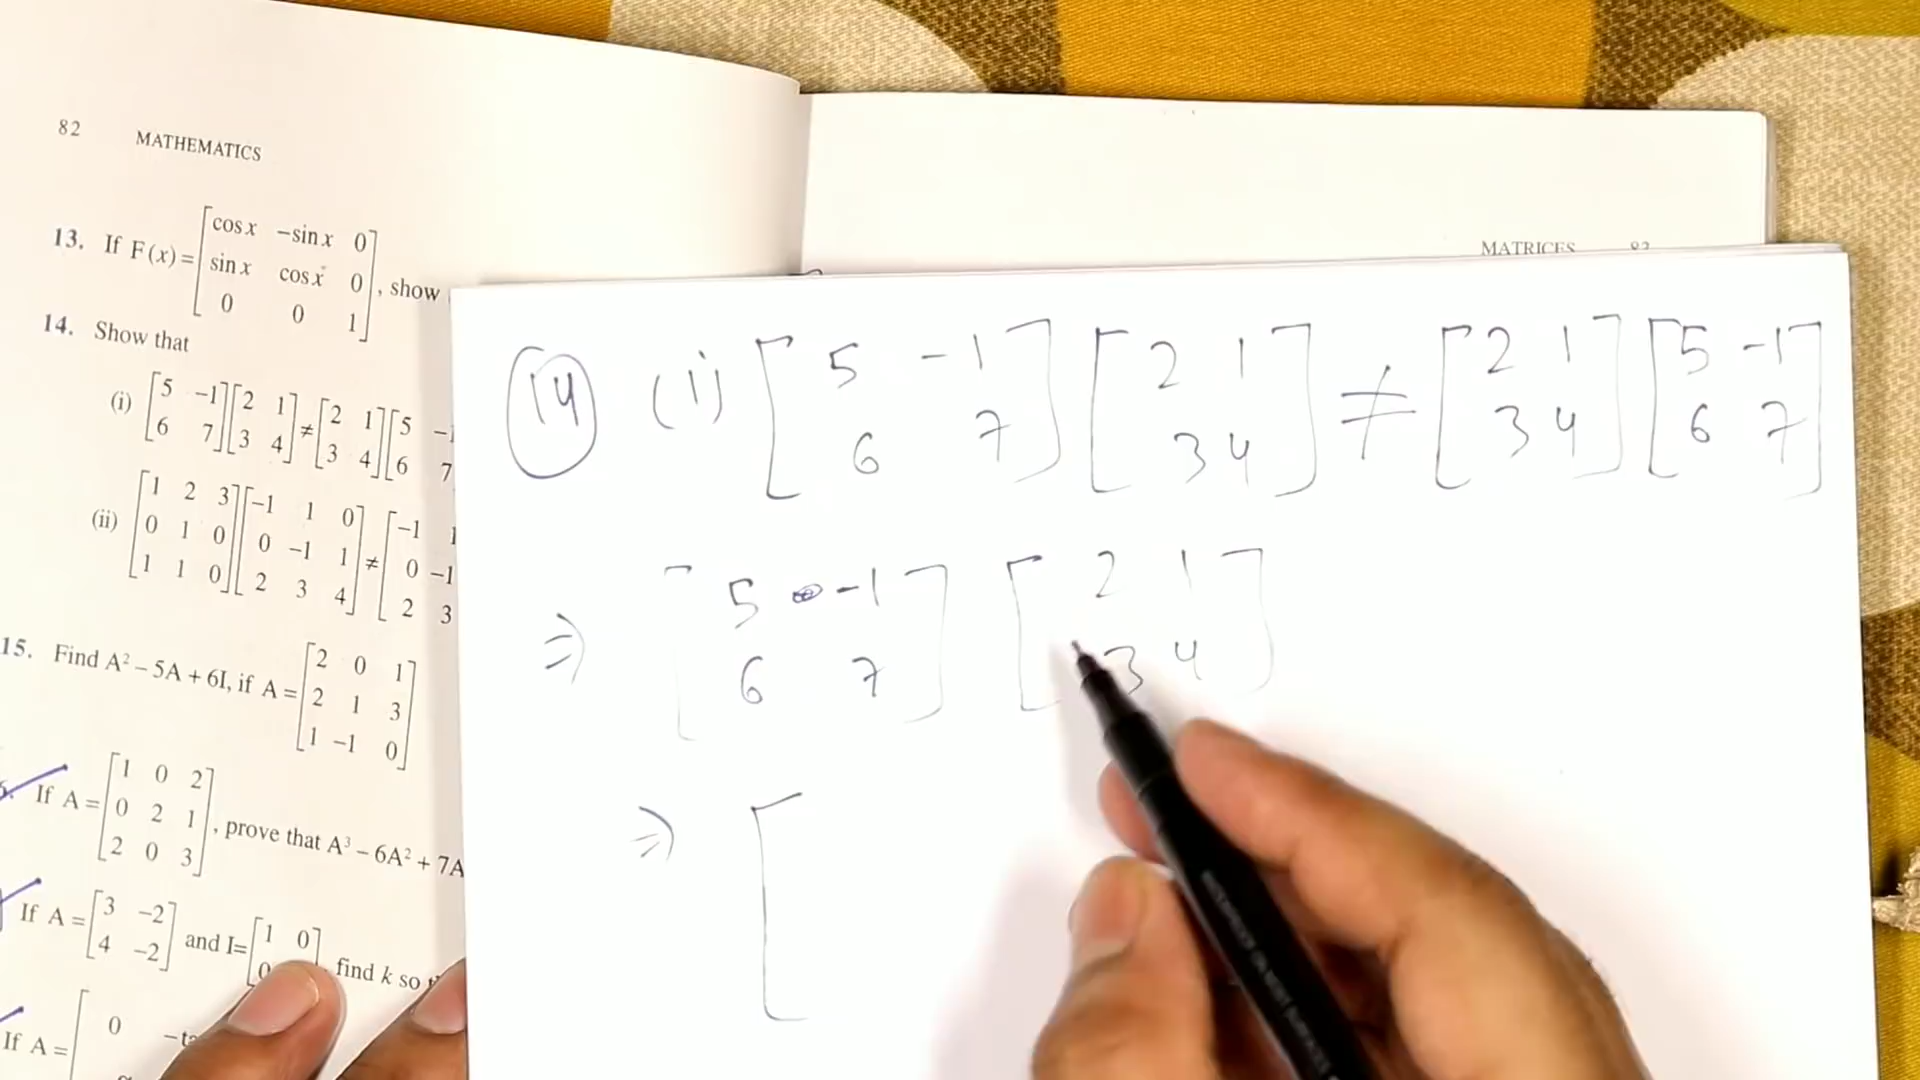 82 MATHEMATICS
13. If F(x) = [cos x −sin x 0
sin x cos x 0
0 0 1], show
14. Show that
(i) [5 −1
6 7] [2 1
3 4] ≠ [2 1
3 4] [5
6 7
(ii) [1 2 3
0 1 0
1 1 0] [−1 1 0
0 −1 1
2 3 4] ≠ [−1 1
0 −1
2 3
15. Find A² − 5A + 6I, if A = [2 0 1
2 1 3
1 −1 0]
If A = [1 0 2
0 2 1
2 0 3], prove that A³ − 6A² + 7A
If A = [3 −2
4 −2] and I = [1 0
0 find k so
If A = [0
MATRICES 83
14 (i) [5 −1
6 7] [2 1
3 4] ≠ [2 1
3 4] [5 −1
6 7]
⇒ [5 −1
6 7] [2 1
3 4]
⇒ [